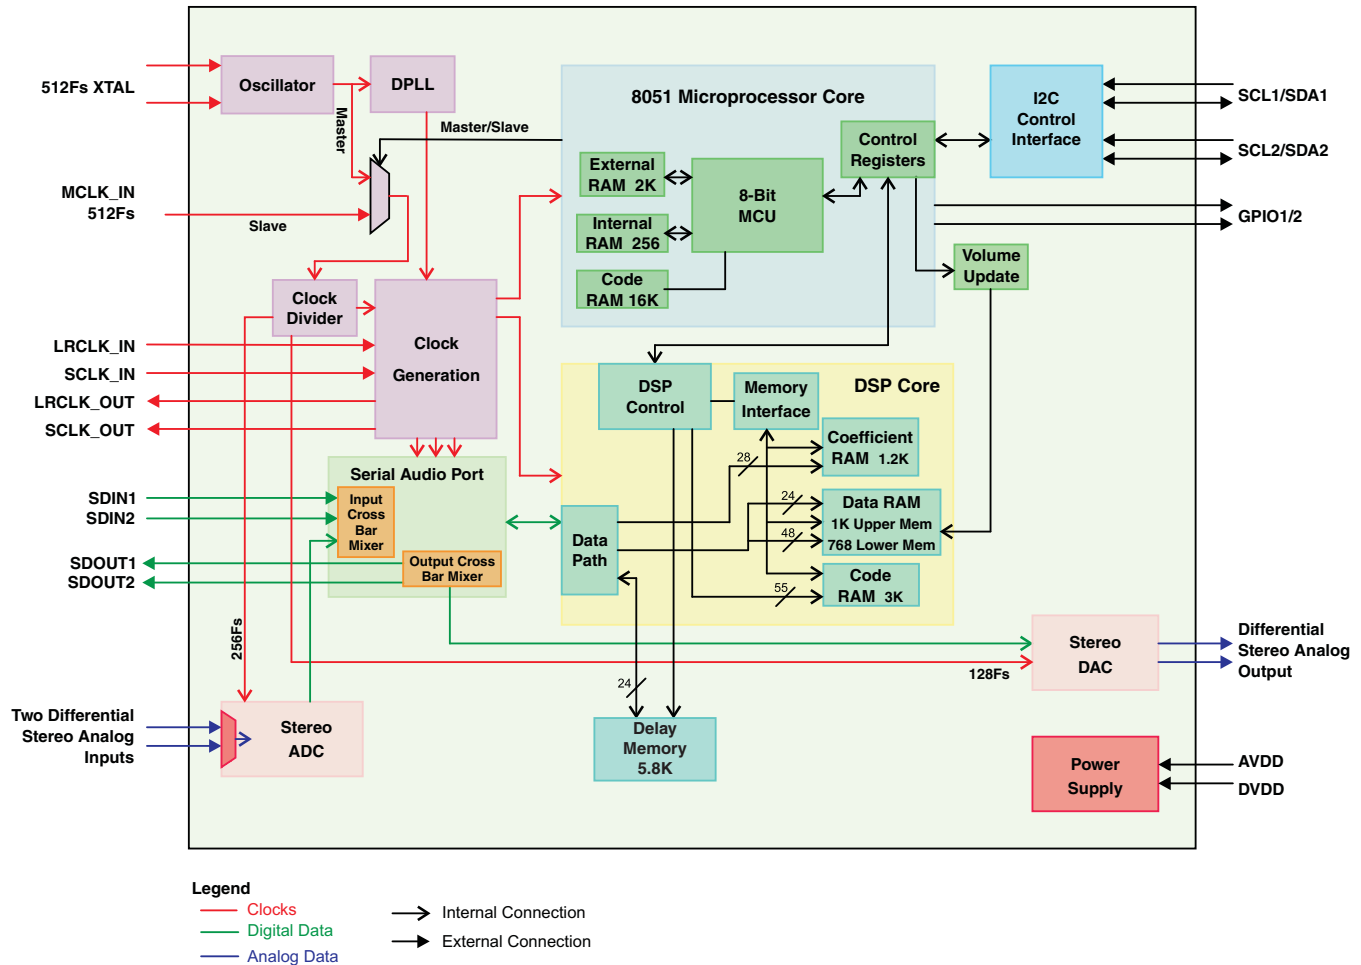 512Fs XTAL
Oscillator
DPLL
Master
Master/Slave
MCLK_IN
512Fs
Slave
8051 Microprocessor Core
External
RAM 2K
Internal
RAM 256
Code
RAM 16K
8-Bit
MCU
Control
Registers
I2C
Control
Interface
SCL1/SDA1
SCL2/SDA2
GPIO1/2
Volume
Update
Clock
Divider
Clock
Generation
LRCLK_IN
SCLK_IN
LRCLK_OUT
SCLK_OUT
DSP Core
DSP
Control
Memory
Interface
Coefficient
RAM 1.2K
28
Data RAM
1K Upper Mem
768 Lower Mem
24
48
Code
RAM 3K
55
Data
Path
Serial Audio Port
Input
Cross
Bar
Mixer
Output Cross
Bar Mixer
SDIN1
SDIN2
SDOUT1
SDOUT2
256Fs
128Fs
24
Delay
Memory
5.8K
Stereo
DAC
Differential
Stereo Analog
Output
Two Differential
Stereo Analog
Inputs
Stereo
ADC
Power
Supply
AVDD
DVDD
Legend
Clocks
Digital Data
Analog Data
Internal Connection
External Connection